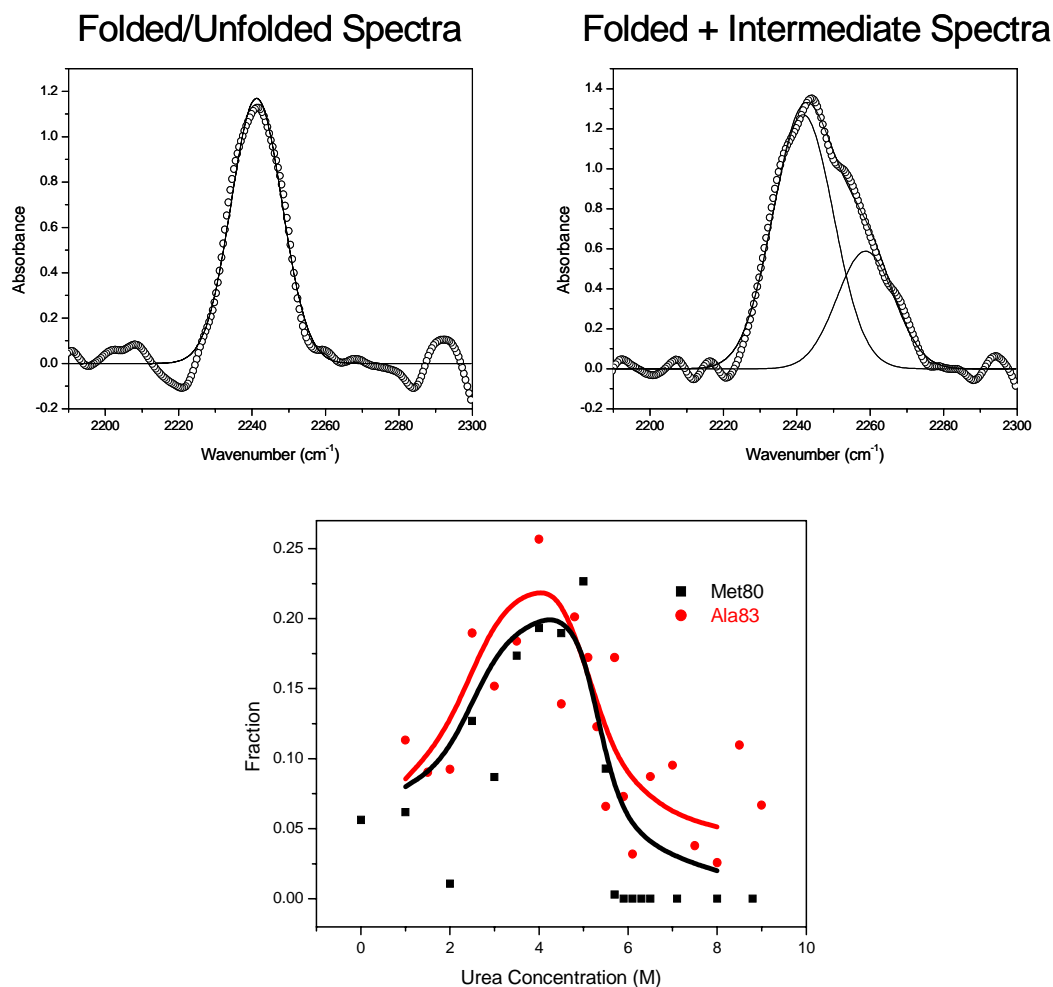 Folded/Unfolded Spectra
Folded + Intermediate Spectra
1.2
1.0
0.8
0.6
0.4
0.2
0.0
-0.2
Absorbance
2200 2220 2240 2260 2280 2300
Wavenumber (cm⁻¹)
1.4
1.2
1.0
0.8
0.6
0.4
0.2
0.0
-0.2
Absorbance
2200 2220 2240 2260 2280 2300
Wavenumber (cm⁻¹)
0.25
0.20
0.15
0.10
0.05
0.00
Fraction
Met80
Ala83
0 2 4 6 8 10
Urea Concentration (M)